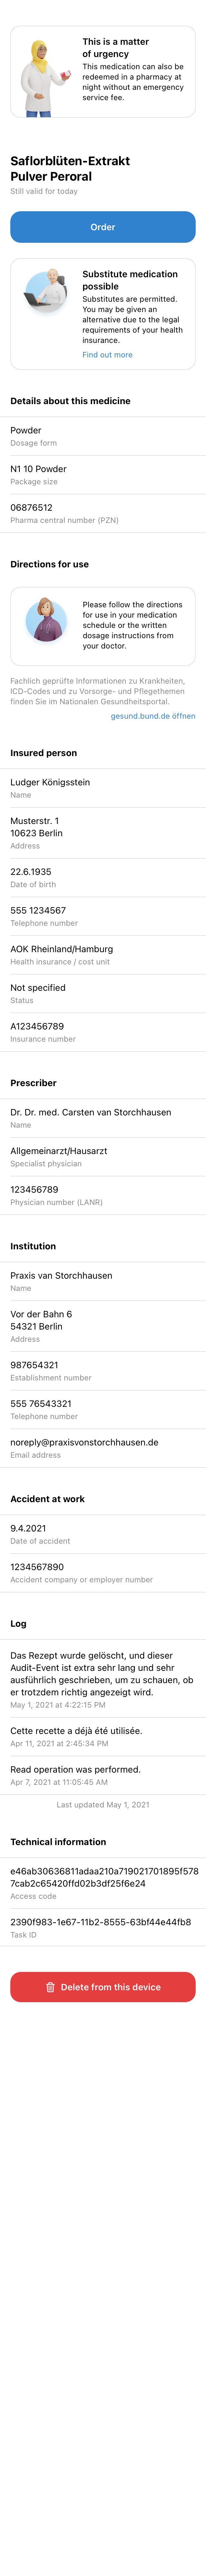 This is a matter
of urgency
This medication can also be
redeemed in a pharmacy at
night without an emergency
service fee.
Saflorblüten-Extrakt
Pulver Peroral
Still valid for today
Order
Substitute medication
possible
Substitutes are permitted.
You may be given an
alternative due to the legal
requirements of your health
insurance.
Find out more
Details about this medicine
Powder
Dosage form
N1 10 Powder
Package size
06876512
Pharma central number (PZN)
Directions for use
Please follow the directions
for use in your medication
schedule or the written
dosage instructions from
your doctor.
Fachlich geprüfte Informationen zu Krankheiten,
ICD-Codes und zu Vorsorge- und Pflegethemen
finden Sie im Nationalen Gesundheitsportal.
gesund.bund.de öffnen
Insured person
Ludger Königsstein
Name
Musterstr. 1
10623 Berlin
Address
22.6.1935
Date of birth
555 1234567
Telephone number
AOK Rheinland/Hamburg
Health insurance / cost unit
Not specified
Status
A123456789
Insurance number
Prescriber
Dr. Dr. med. Carsten van Storchhausen
Name
Allgemeinarzt/Hausarzt
Specialist physician
123456789
Physician number (LANR)
Institution
Praxis van Storchhausen
Name
Vor der Bahn 6
54321 Berlin
Address
987654321
Establishment number
555 76543321
Telephone number
noreply@praxisvonstorchhausen.de
Email address
Accident at work
9.4.2021
Date of accident
1234567890
Accident company or employer number
Log
Das Rezept wurde gelöscht, und dieser
Audit-Event ist extra sehr lang und sehr
ausführlich geschrieben, um zu schauen, ob
er trotzdem richtig angezeigt wird.
May 1, 2021 at 4:22:15 PM
Cette recette a déjà été utilisée.
Apr 11, 2021 at 2:45:34 PM
Read operation was performed.
Apr 7, 2021 at 11:05:45 AM
Last updated May 1, 2021
Technical information
e46ab30636811adaa210a719021701895f578
7cab2c65420ffd02b3df25f6e24
Access code
2390f983-1e67-11b2-8555-63bf44e44fb8
Task ID
Delete from this device